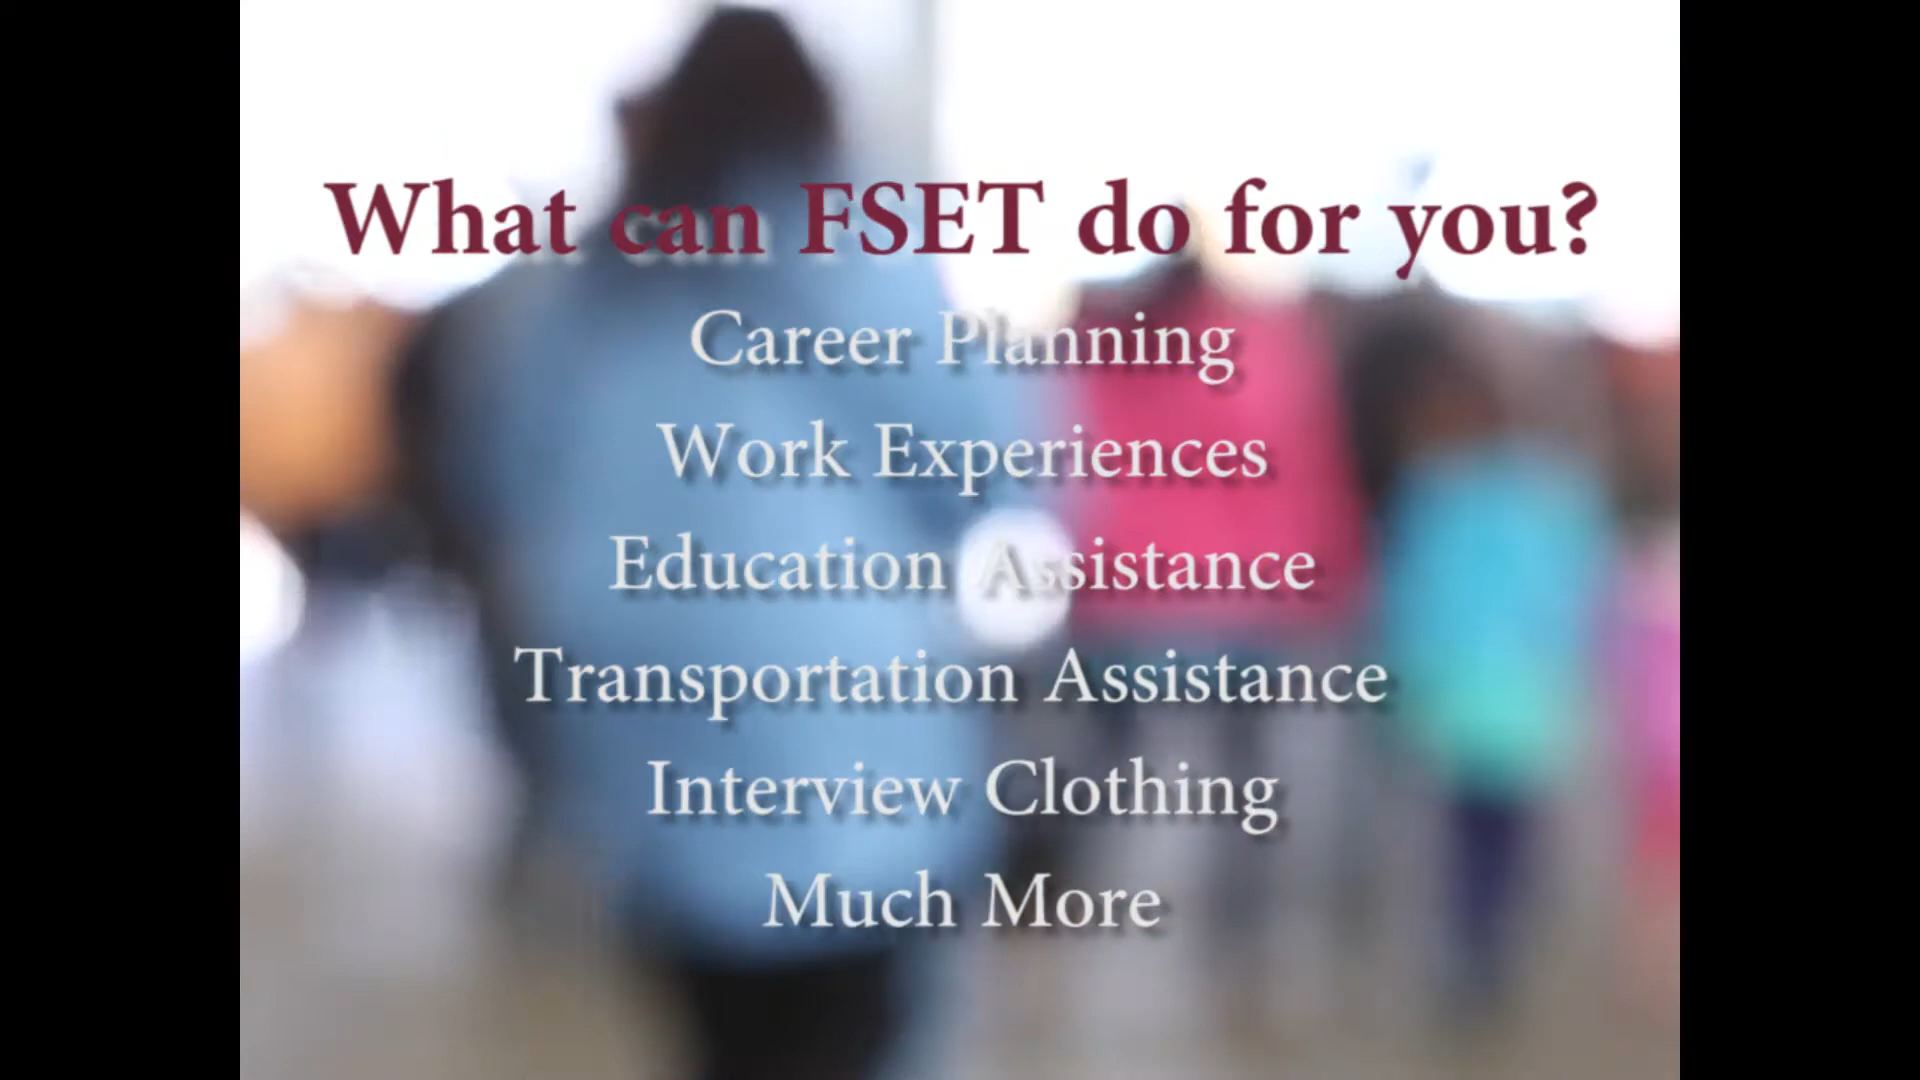 What can FSET do for you?
Career Planning
Work Experiences
Education Assistance
Transportation Assistance
Interview Clothing
Much More